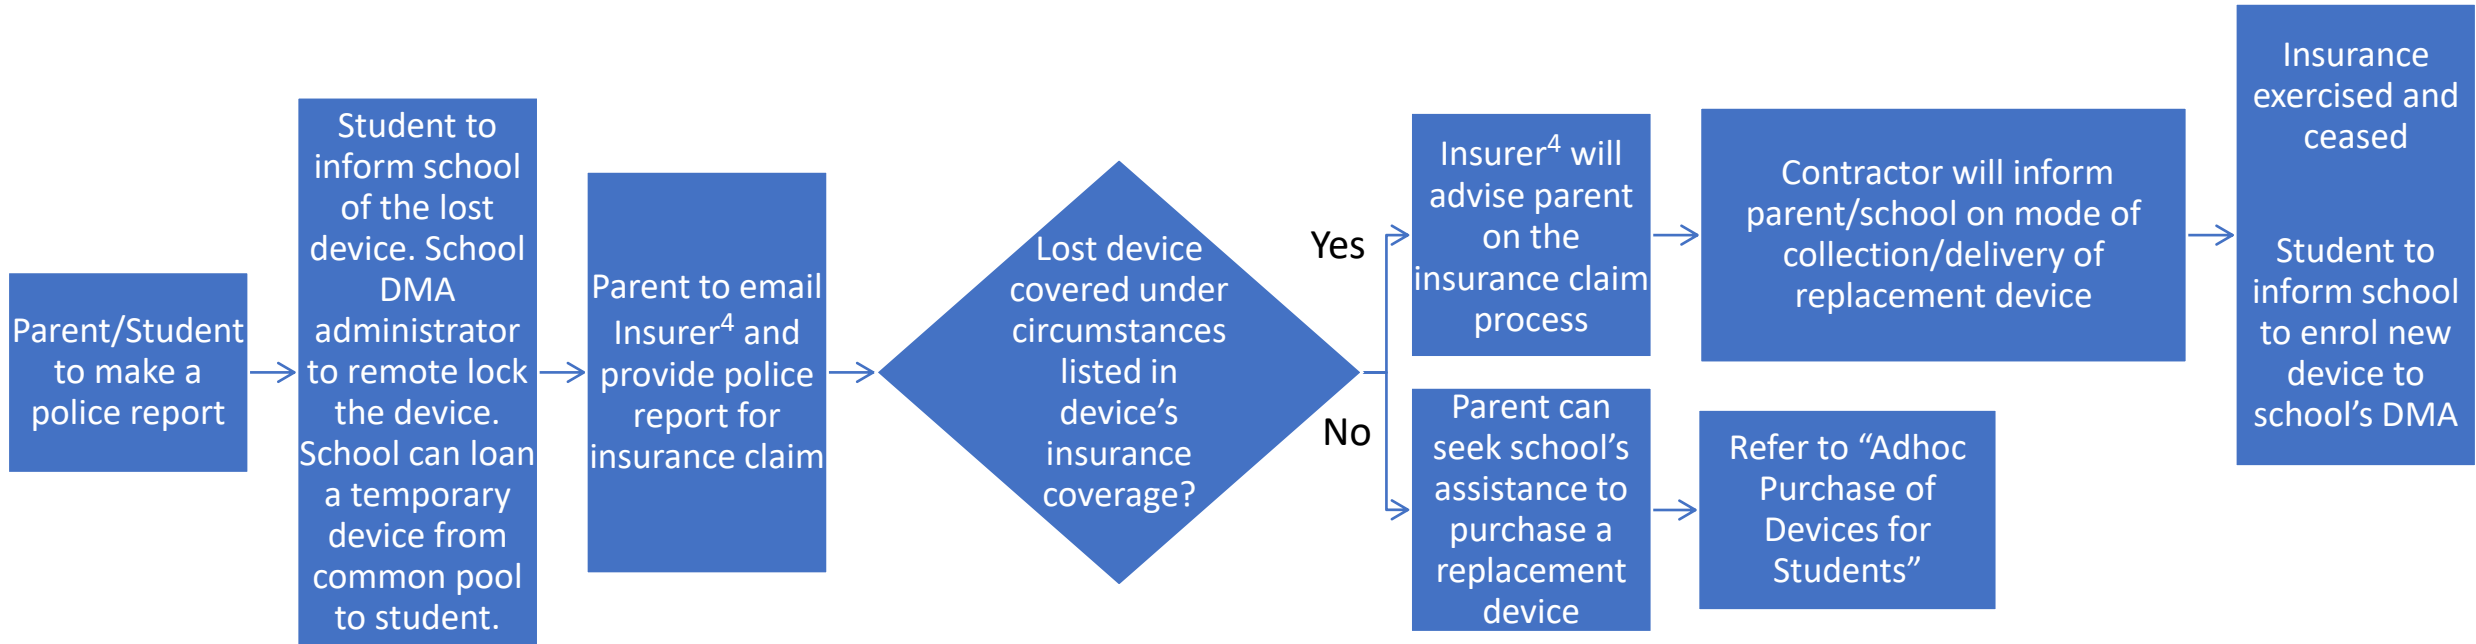 Parent/Student
to make a
police report
Student to
inform school
of the lost
device. School
DMA
administrator
to remote lock
the device.
School can loan
a temporary
device from
common pool
to student.
Parent to email
Insurer⁴ and
provide police
report for
insurance claim
Lost device
covered under
circumstances
listed in
device’s
insurance
coverage?
Yes
Insurer⁴ will
advise parent
on the
insurance claim
process
Contractor will inform
parent/school on mode of
collection/delivery of
replacement device
Insurance
exercised and
ceased
Student to
inform school
to enrol new
device to
school’s DMA
No
Parent can
seek school’s
assistance to
purchase a
replacement
device
Refer to “Adhoc
Purchase of
Devices for
Students”